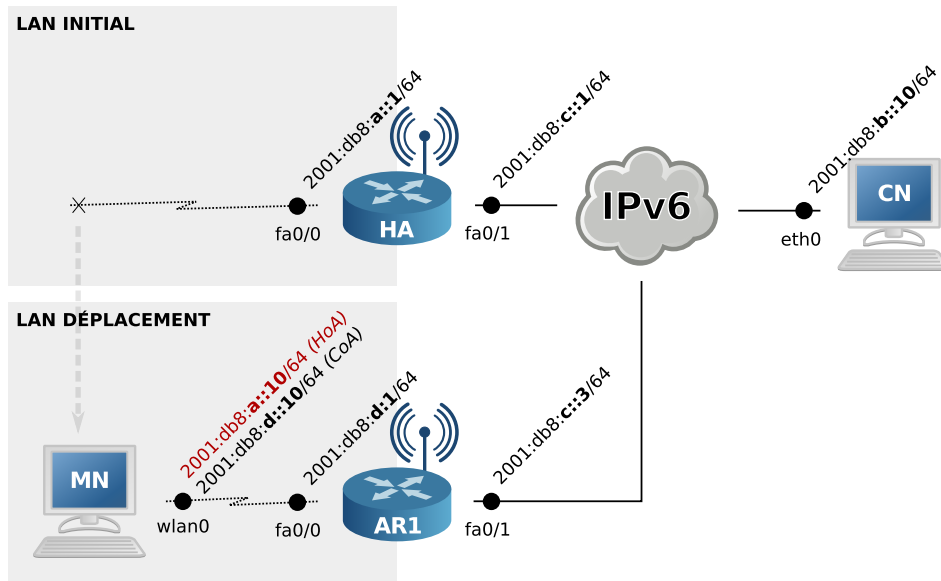 LAN INITIAL
2001:db8:a::1/64
2001:db8:c::1/64
2001:db8:b::10/64
IPv6
CN
HA
fa0/0
fa0/1
eth0
LAN DÉPLACEMENT
2001:db8:a::10/64 (HoA)
2001:db8:d::10/64 (CoA)
2001:db8:d:1/64
2001:db8:c::3/64
MN
AR1
wlan0
fa0/0
fa0/1